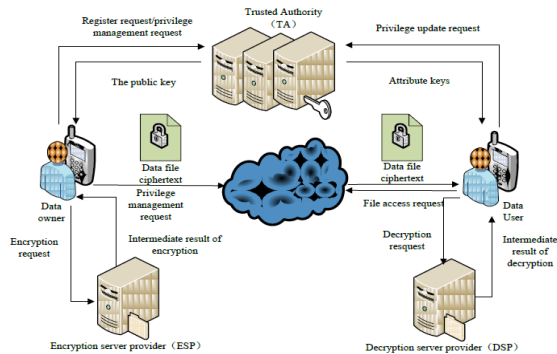 Trusted Authority
（TA）
Register request/privilege
management request
Privilege update request
The public key
Attribute keys
Data file
ciphertext
Data file
ciphertext
Data
owner
Privilege
management
request
File access request
Data
User
Encryption
request
Intermediate result of
encryption
Decryption
resquest
Intermediate
result of
decryption
Encryption server provider（ESP）
Decryption server provider（DSP）